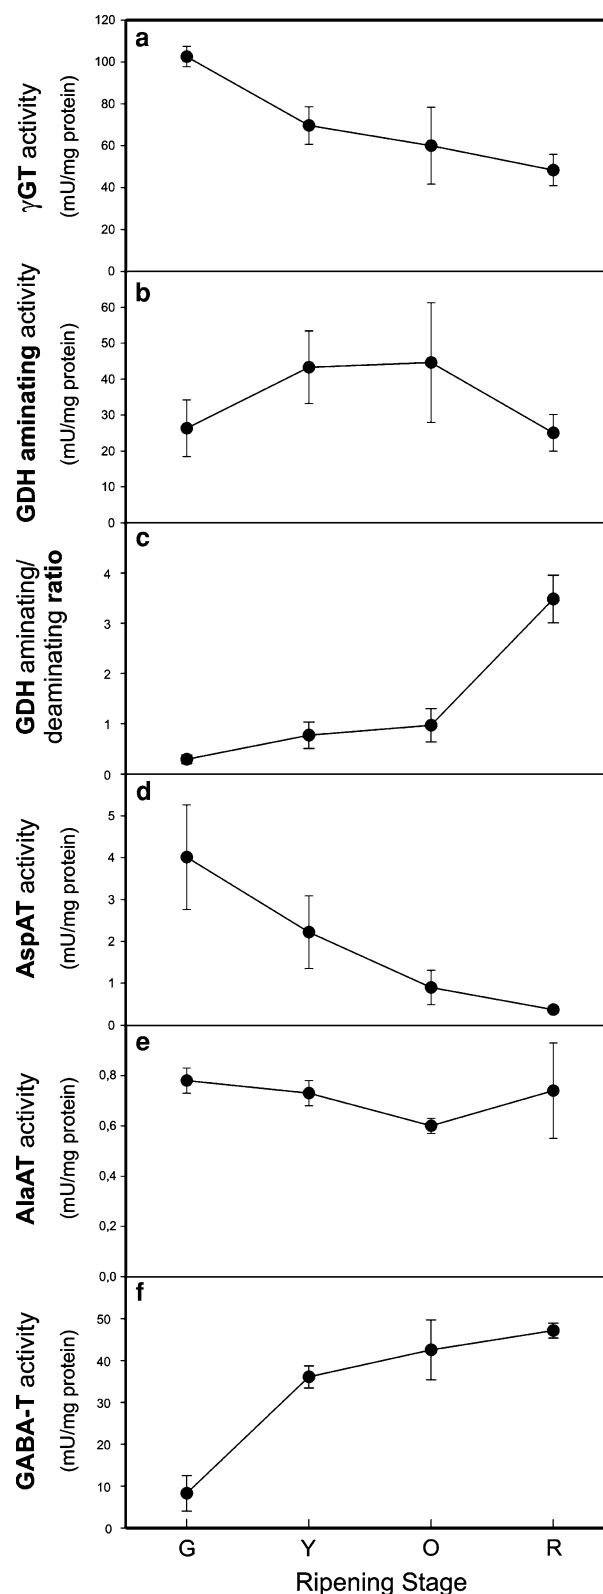 a
120
100
80
60
40
20
0
γGT activity
(mU/mg protein)
b
60
50
40
30
20
10
0
GDH aminating activity
(mU/mg protein)
c
4
3
2
1
0
GDH aminating/
deaminating ratio
d
5
4
3
2
1
0
AspAT activity
(mU/mg protein)
e
0,8
0,6
0,4
0,2
0,0
AlaAT activity
(mU/mg protein)
f
50
40
30
20
10
0
GABA-T activity
(mU/mg protein)
G Y O R
Ripening Stage